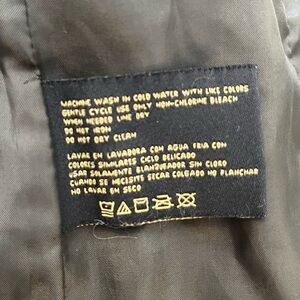 MACHINE WASH IN COLD WATER WITH LIKE COLORS
GENTLE CYCLE USE ONLY NON-CHLORINE BLEACH
WHEN NEEDED LINE DRY
DO NOT IRON
DO NOT DRY CLEAN
LAVAR EN LAVADORA CON AGUA FRIA CON
COLORES SIMILARES CICLO DELICADO
USAR SOLAMENTE BLANQUEADOR SIN CLORO
CUANDO SE NECESITE SECAR COLGADO NO PLANCHAR
NO LAVAR EN SECO